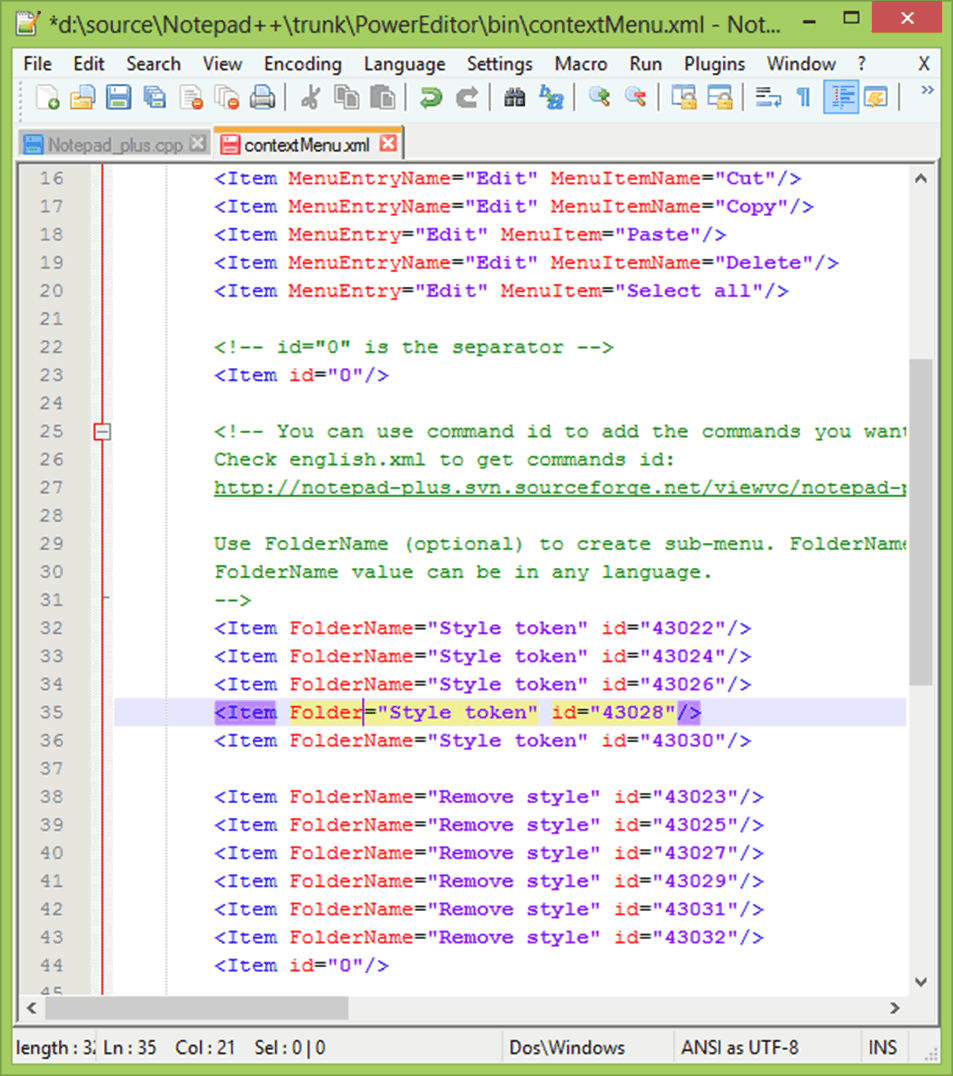 *d:\source\Notepad++\trunk\PowerEditor\bin\contextMenu.xml - Not...
File Edit Search View Encoding Language Settings Macro Run Plugins Window ? X
Notepad_plus.cpp contextMenu.xml
16 <Item MenuEntryName="Edit" MenuItemName="Cut"/>
17 <Item MenuEntryName="Edit" MenuItemName="Copy"/>
18 <Item MenuEntry="Edit" MenuItem="Paste"/>
19 <Item MenuEntryName="Edit" MenuItemName="Delete"/>
20 <Item MenuEntry="Edit" MenuItem="Select all"/>
21
22 <!-- id="0" is the separator -->
23 <Item id="0"/>
24
25 <!-- You can use command id to add the commands you want
26 Check english.xml to get commands id:
27 http://notepad-plus.svn.sourceforge.net/viewvc/notepad-p
28
29 Use FolderName (optional) to create sub-menu. FolderName
30 FolderName value can be in any language.
31 -->
32 <Item FolderName="Style token" id="43022"/>
33 <Item FolderName="Style token" id="43024"/>
34 <Item FolderName="Style token" id="43026"/>
35 <Item Folder="Style token" id="43028"/>
36 <Item FolderName="Style token" id="43030"/>
37
38 <Item FolderName="Remove style" id="43023"/>
39 <Item FolderName="Remove style" id="43025"/>
40 <Item FolderName="Remove style" id="43027"/>
41 <Item FolderName="Remove style" id="43029"/>
42 <Item FolderName="Remove style" id="43031"/>
43 <Item FolderName="Remove style" id="43032"/>
44 <Item id="0"/>
45
length : 32 Ln : 35 Col : 21 Sel : 0 | 0 Dos\Windows ANSI as UTF-8 INS